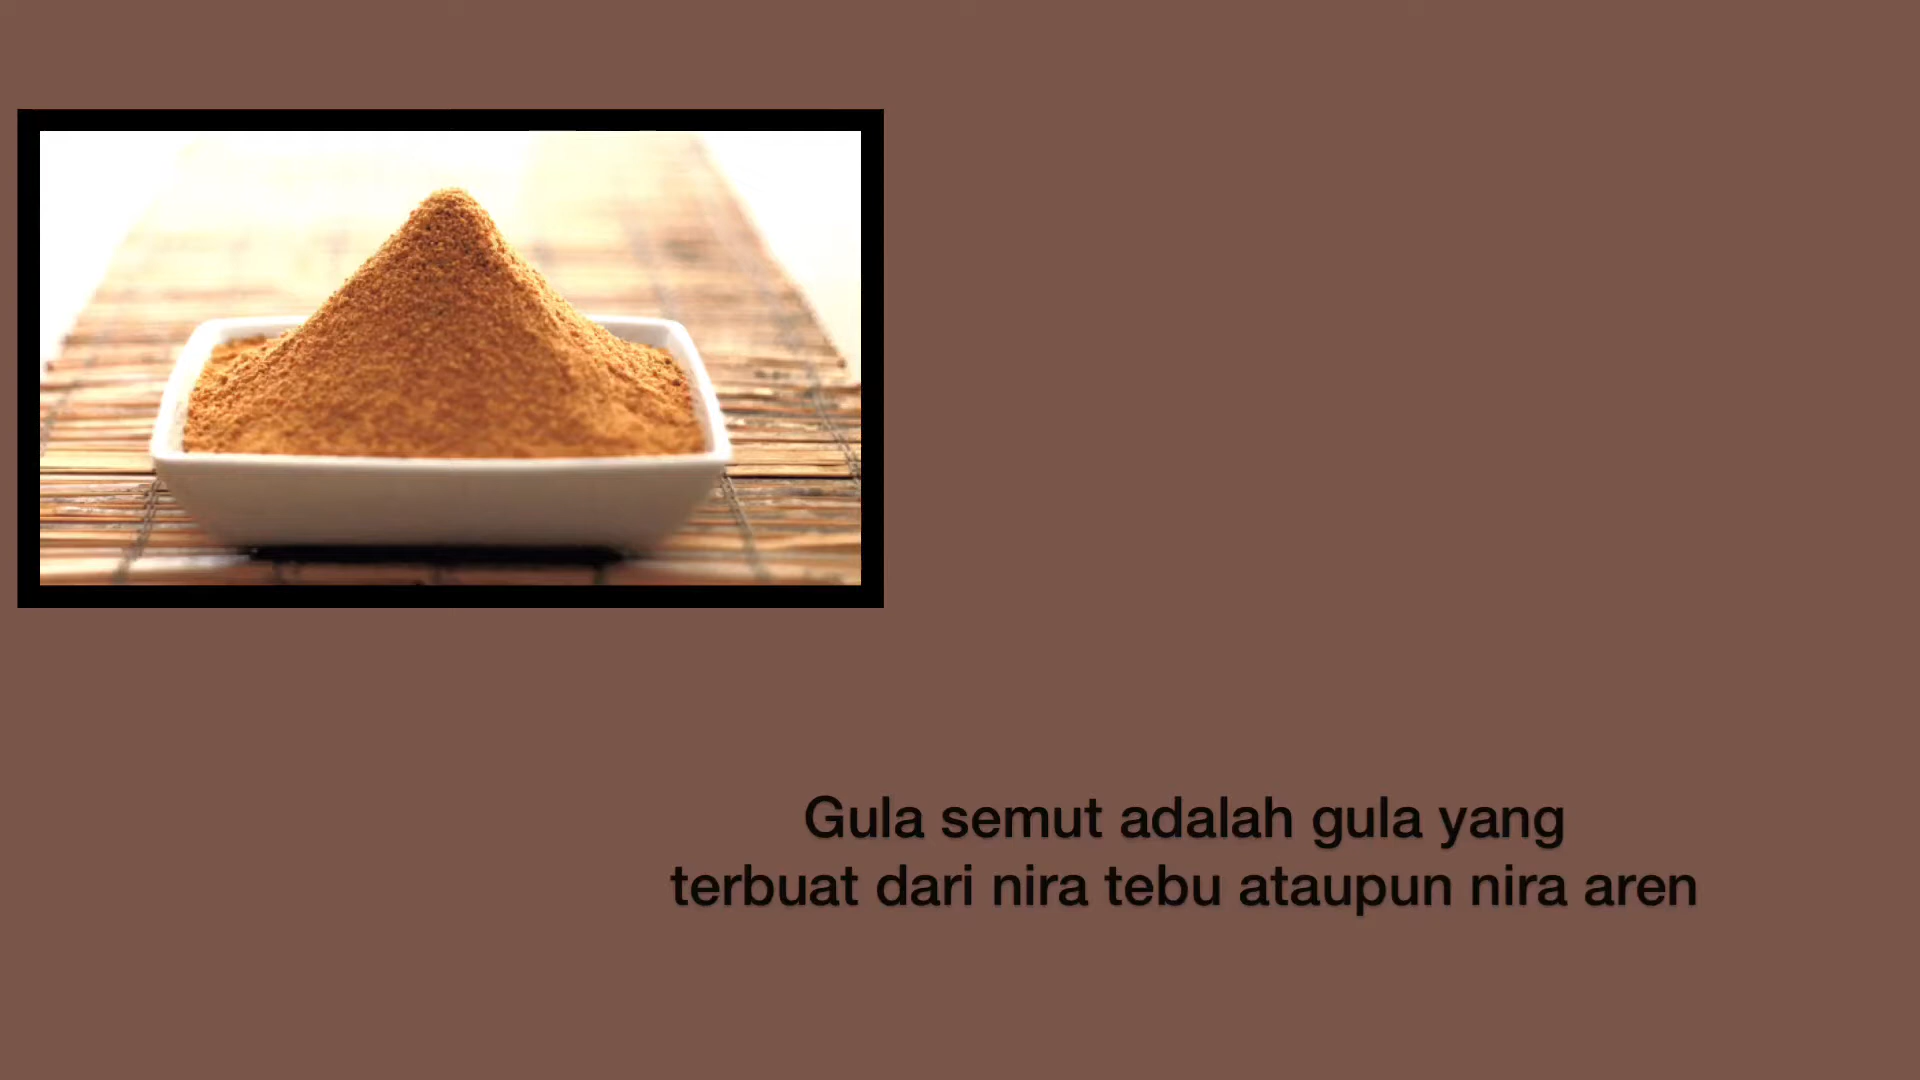 Gula semut adalah gula yang
terbuat dari nira tebu ataupun nira aren